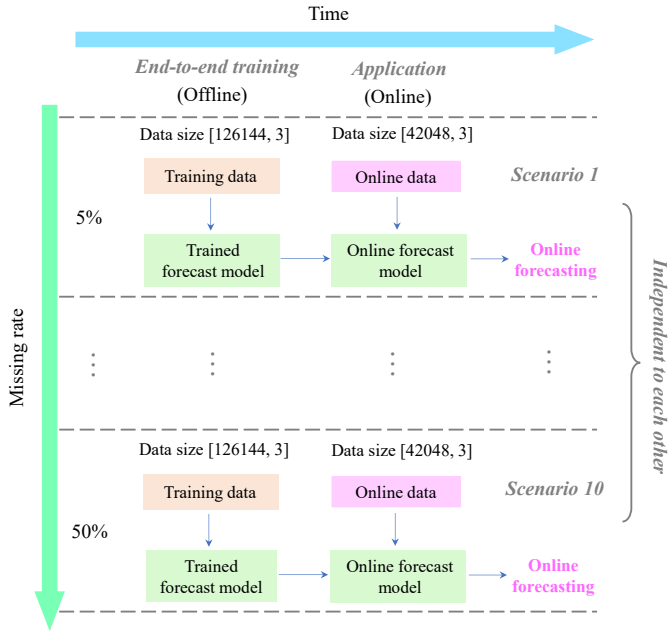 Time
End-to-end training
(Offline)
Application
(Online)
Data size [126144, 3]
Data size [42048, 3]
Training data
Online data
Scenario 1
5%
Trained
forecast model
Online forecast
model
Online
forecasting
Missing rate
Independent to each other
Data size [126144, 3]
Data size [42048, 3]
Training data
Online data
Scenario 10
50%
Trained
forecast model
Online forecast
model
Online
forecasting